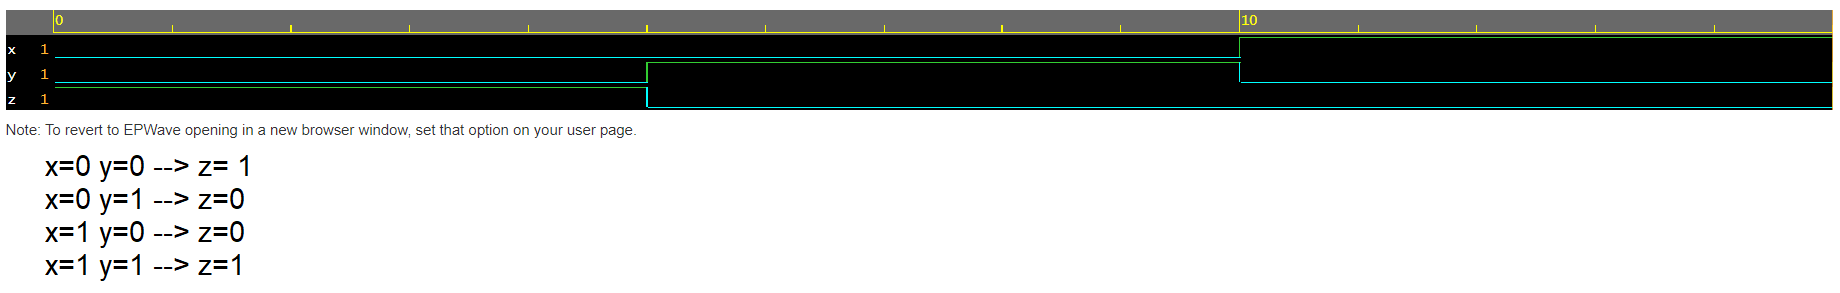 0 10
x 1
y 1
z 1
Note: To revert to EPWave opening in a new browser window, set that option on your user page.
x=0 y=0 --> z= 1
x=0 y=1 --> z=0
x=1 y=0 --> z=0
x=1 y=1 --> z=1